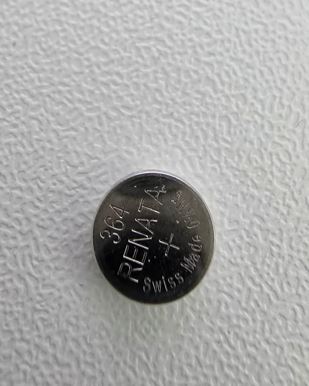 364
RENATA
+
Swiss Made